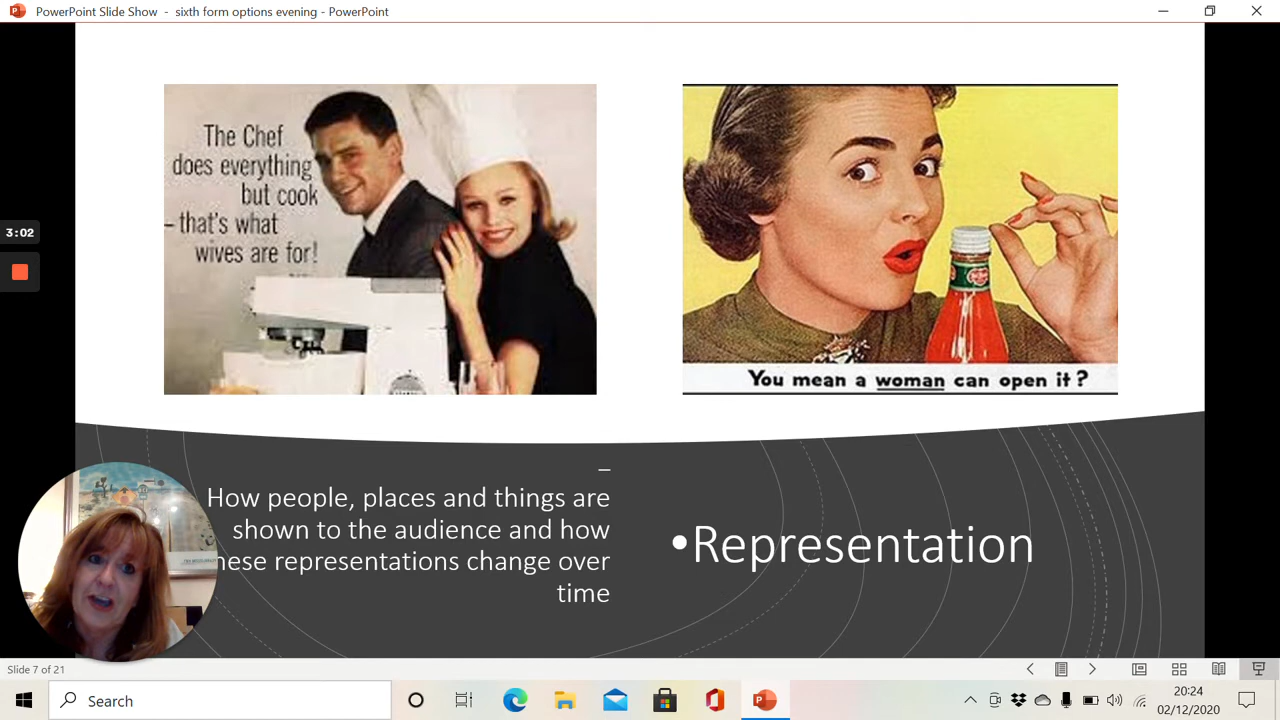 PowerPoint Slide Show - sixth form options evening - PowerPoint
The Chef
does everything
but cook
– that's what
wives are for!
You mean a woman can open it?
3:02
–
How people, places and things are
shown to the audience and how
hese representations change over
time
•Representation
Slide 7 of 21
Search
20:24
02/12/2020